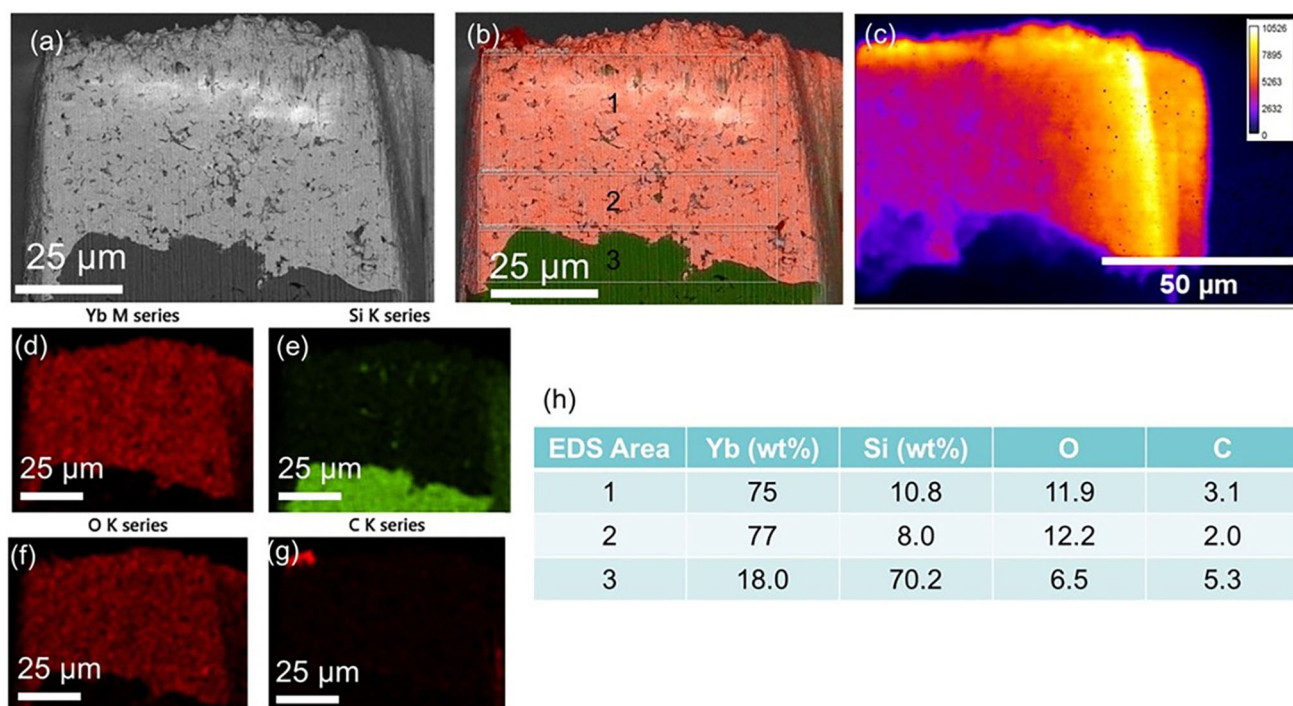 (a)
25 μm
(b)
1
2
3
25 μm
(c)
10526
7895
5263
2632
0
50 μm
Yb M series
(d)
25 μm
Si K series
(e)
25 μm
O K series
(f)
25 μm
C K series
(g)
25 μm
(h)
EDS Area Yb (wt%) Si (wt%) O C
1 75 10.8 11.9 3.1
2 77 8.0 12.2 2.0
3 18.0 70.2 6.5 5.3